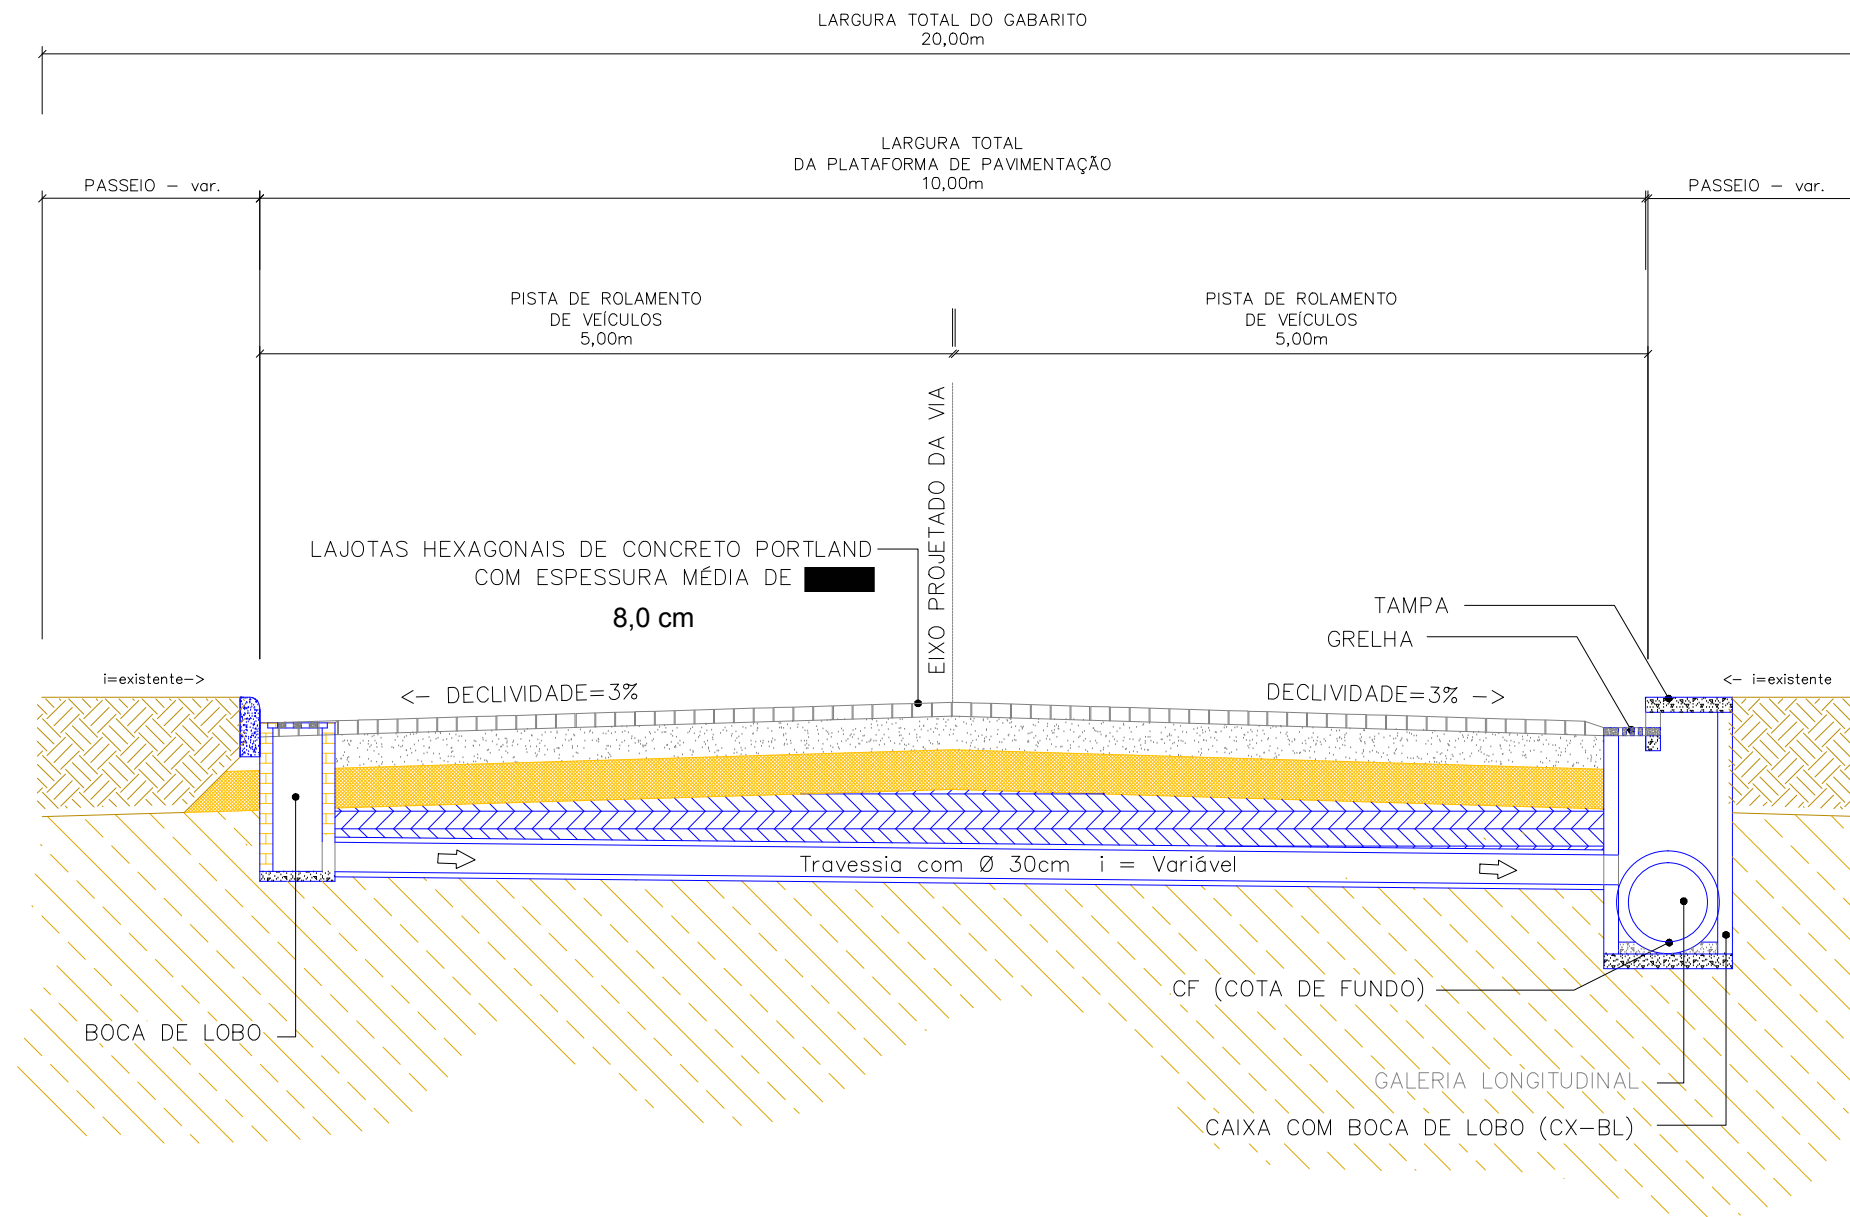 LARGURA TOTAL DO GABARITO
20,00m
LARGURA TOTAL
DA PLATAFORMA DE PAVIMENTAÇÃO
10,00m
PASSEIO – var.
PASSEIO – var.
PISTA DE ROLAMENTO
DE VEÍCULOS
5,00m
PISTA DE ROLAMENTO
DE VEÍCULOS
5,00m
EIXO PROJETADO DA VIA
LAJOTAS HEXAGONAIS DE CONCRETO PORTLAND
COM ESPESSURA MÉDIA DE
8,0 cm
TAMPA
GRELHA
i=existente–>
<– DECLIVIDADE=3%
DECLIVIDADE=3% –>
<– i=existente
Travessia com Ø 30cm i = Variável
CF (COTA DE FUNDO)
BOCA DE LOBO
GALERIA LONGITUDINAL
CAIXA COM BOCA DE LOBO (CX–BL)